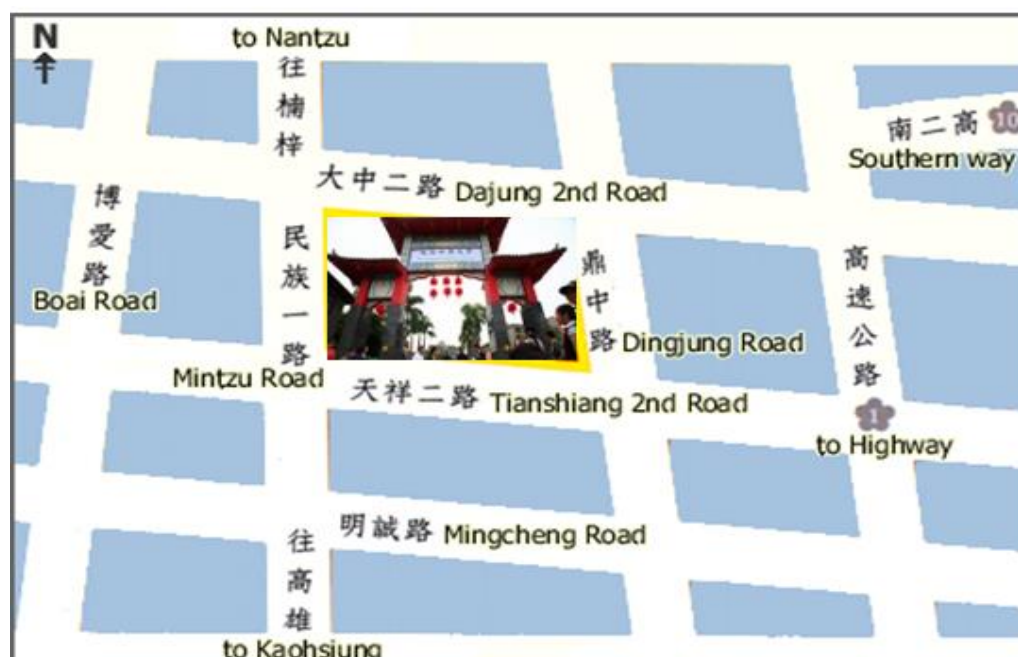 N
to Nantzu
往楠梓
南二高
10
Southern way
大中二路 Dajung 2nd Road
博愛路
Boai Road
民族一路
Mintzu Road
鼎中路
Dingjung Road
高速公路
1
to Highway
天祥二路 Tianshiang 2nd Road
明誠路 Mingcheng Road
往高雄
to Kaohsiung